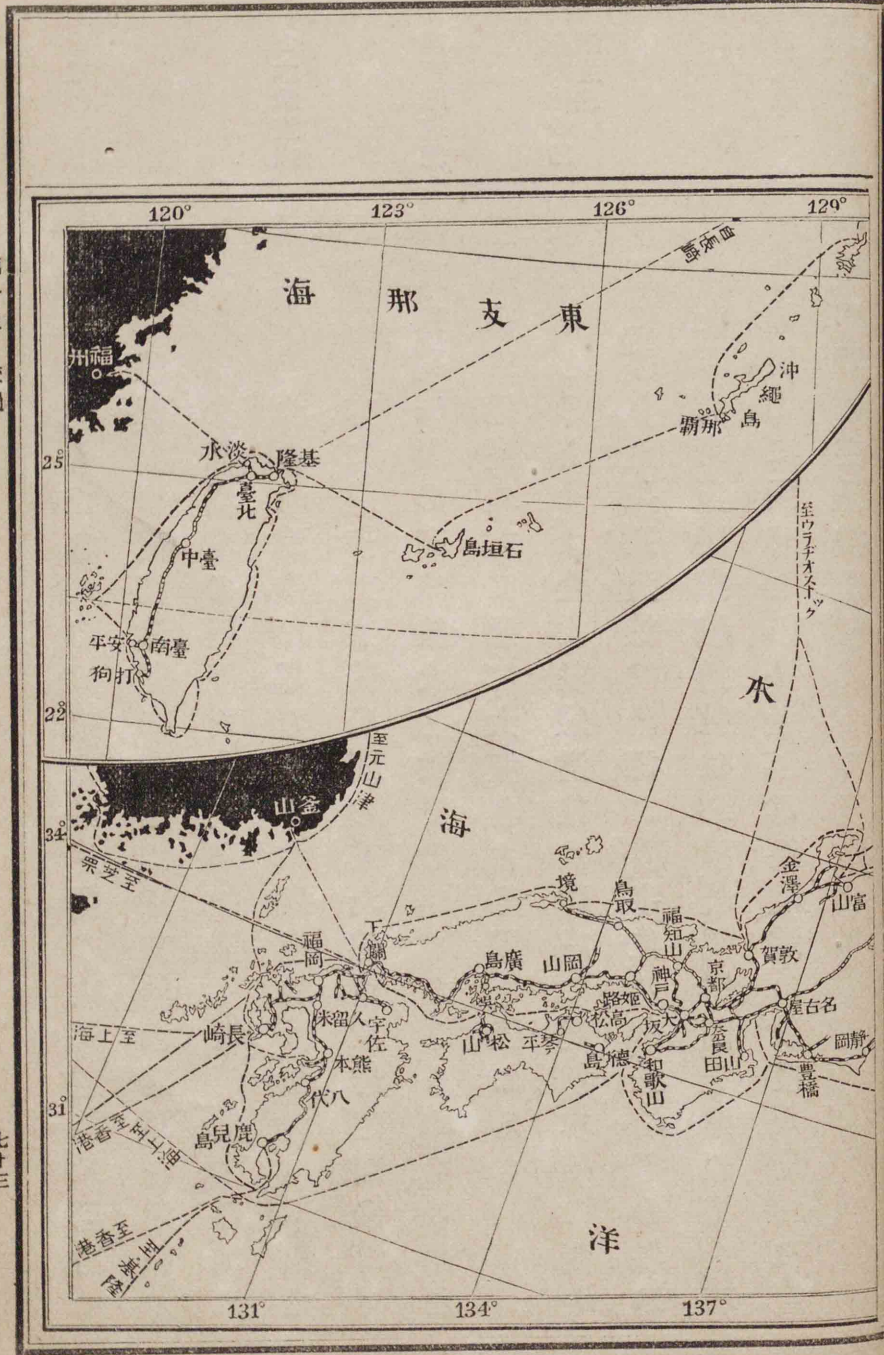 120°
123°
126°
129°
自長崎
東支那海
福州
沖繩島
那覇
25°
淡水
基隆
臺北
石垣島
臺中
至ウラヂオストック
安平
臺南
打狗
22°
本
至元山津
釜山
34°
海
至芝罘
金澤
富山
境
鳥取
下關
福岡
福知山
敦賀
廣島
岡山
京都
神戸
姫路
名古屋
長崎
久留米
宇佐
高松
大坂
奈良
靜岡
至上海
松山
琴平
德島
山田
豊橋
熊本
和歌山
八代
31°
至香港
鹿兒島
至香港
至基隆
洋
131°
134°
137°